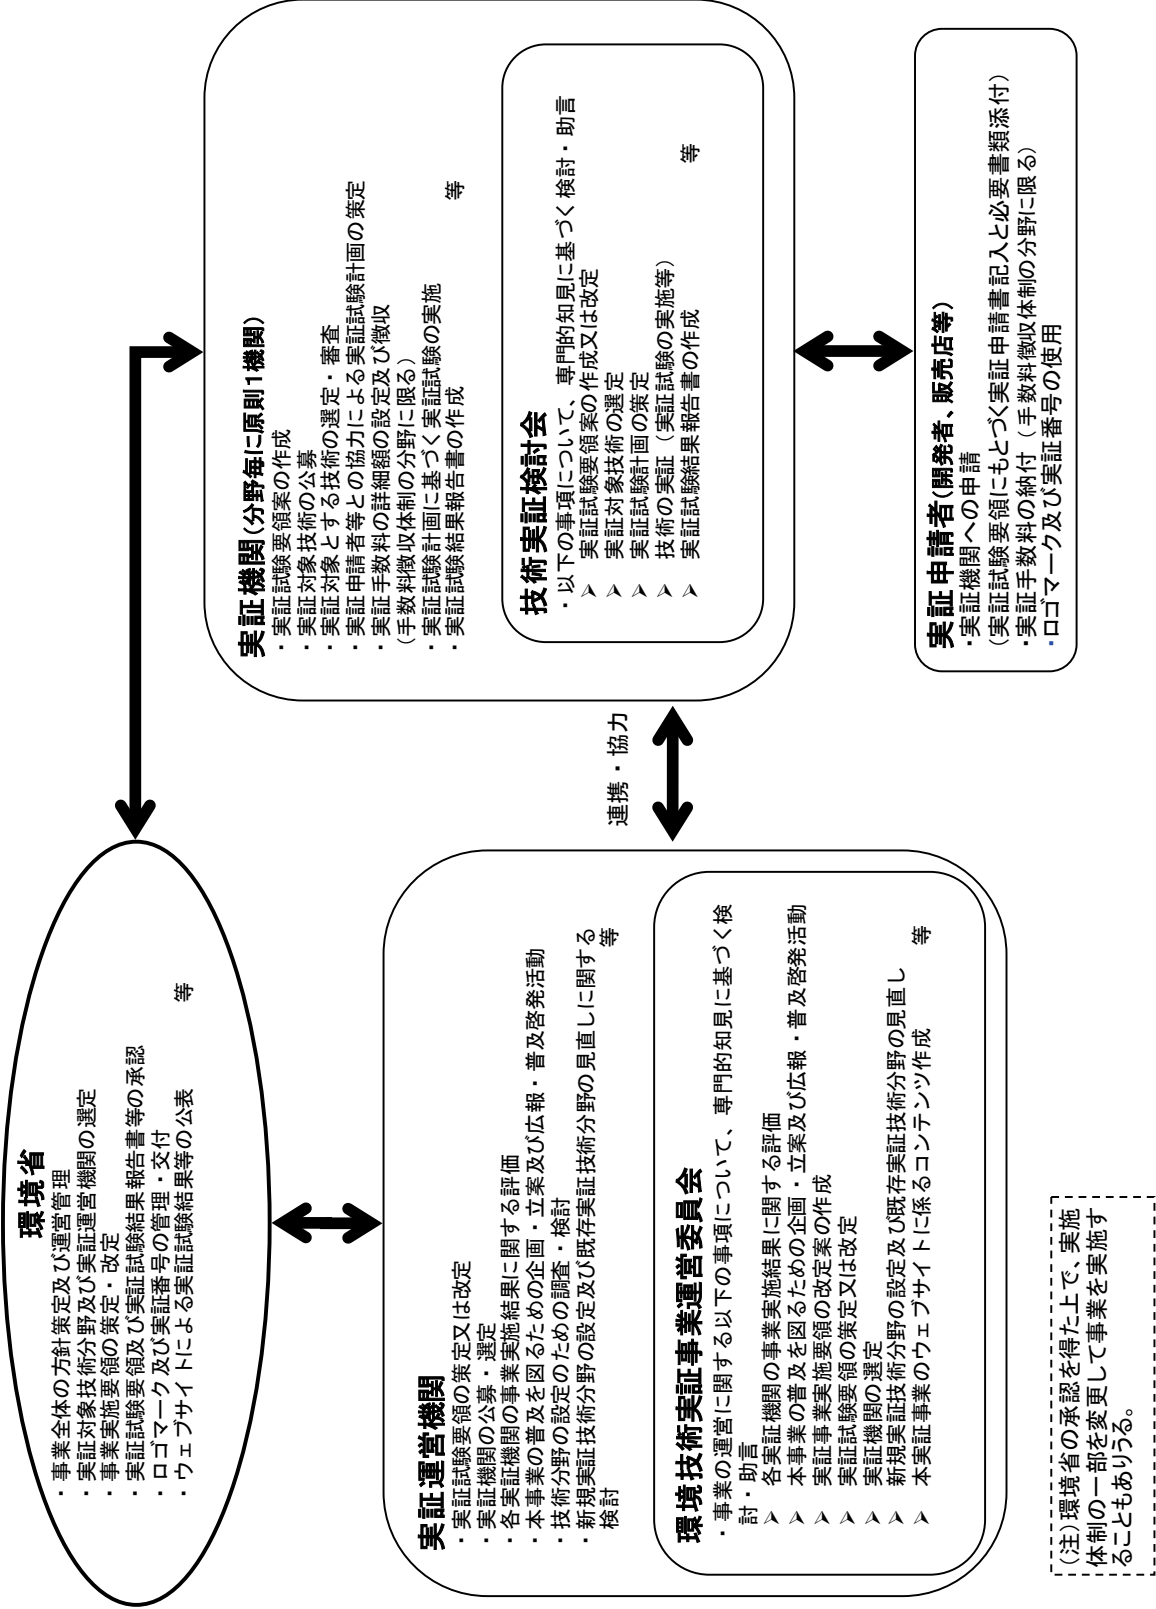 環境省
・事業全体の方針策定及び運営管理
・実証対象技術分野及び実証運営機関の選定
・事業実施要領の策定・改定
・実証試験要領及び実証試験結果報告書等の承認
・ロゴマーク及び実証番号の管理・交付
・ウェブサイトによる実証試験結果等の公表
等
実証運営機関
・実証試験要領の策定又は改定
・実証機関の公募・選定
・各実証機関の事業実施結果に関する評価
・本事業の普及を図るための企画・立案及び広報・普及啓発活動
・技術分野の設定のための調査・検討
・新規実証技術分野の設定及び既存実証技術分野の見直しに関する
検討
等
環境技術実証事業運営委員会
・事業の運営に関する以下の事項について、専門的知見に基づく検
討・助言
➢ 各実証機関の事業実施結果に関する評価
➢ 本事業の普及を図るための企画・立案及び広報・普及啓発活動
➢ 実証事業実施要領の改定案の作成
➢ 実証試験要領の策定又は改定
➢ 実証機関の選定
➢ 新規実証技術分野の設定及び既存実証技術分野の見直し
➢ 本実証事業のウェブサイトに係るコンテンツ作成
等
連携・協力
実証機関(分野毎に原則1機関)
・実証試験要領案の作成
・実証対象技術の公募
・実証対象とする技術の選定・審査
・実証申請者等との協力による実証試験計画の策定
・実証手数料の詳細額の設定及び徴収
(手数料徴収体制の分野に限る)
・実証試験計画に基づく実証試験の実施
・実証試験結果報告書の作成
等
技術実証検討会
・以下の事項について、専門的知見に基づく検討・助言
➢ 実証試験要領案の作成又は改定
➢ 実証対象技術の選定
➢ 実証試験計画の策定
➢ 技術の実証(実証試験の実施等)
➢ 実証試験結果報告書の作成
等
実証申請者(開発者、販売店等)
・実証機関への申請
(実証試験要領にもとづく実証申請書記入と必要書類添付)
・実証手数料の納付(手数料徴収体制の分野に限る)
・ロゴマーク及び実証番号の使用
(注)環境省の承認を得た上で、実施
体制の一部を変更して事業を実施す
ることもありうる。